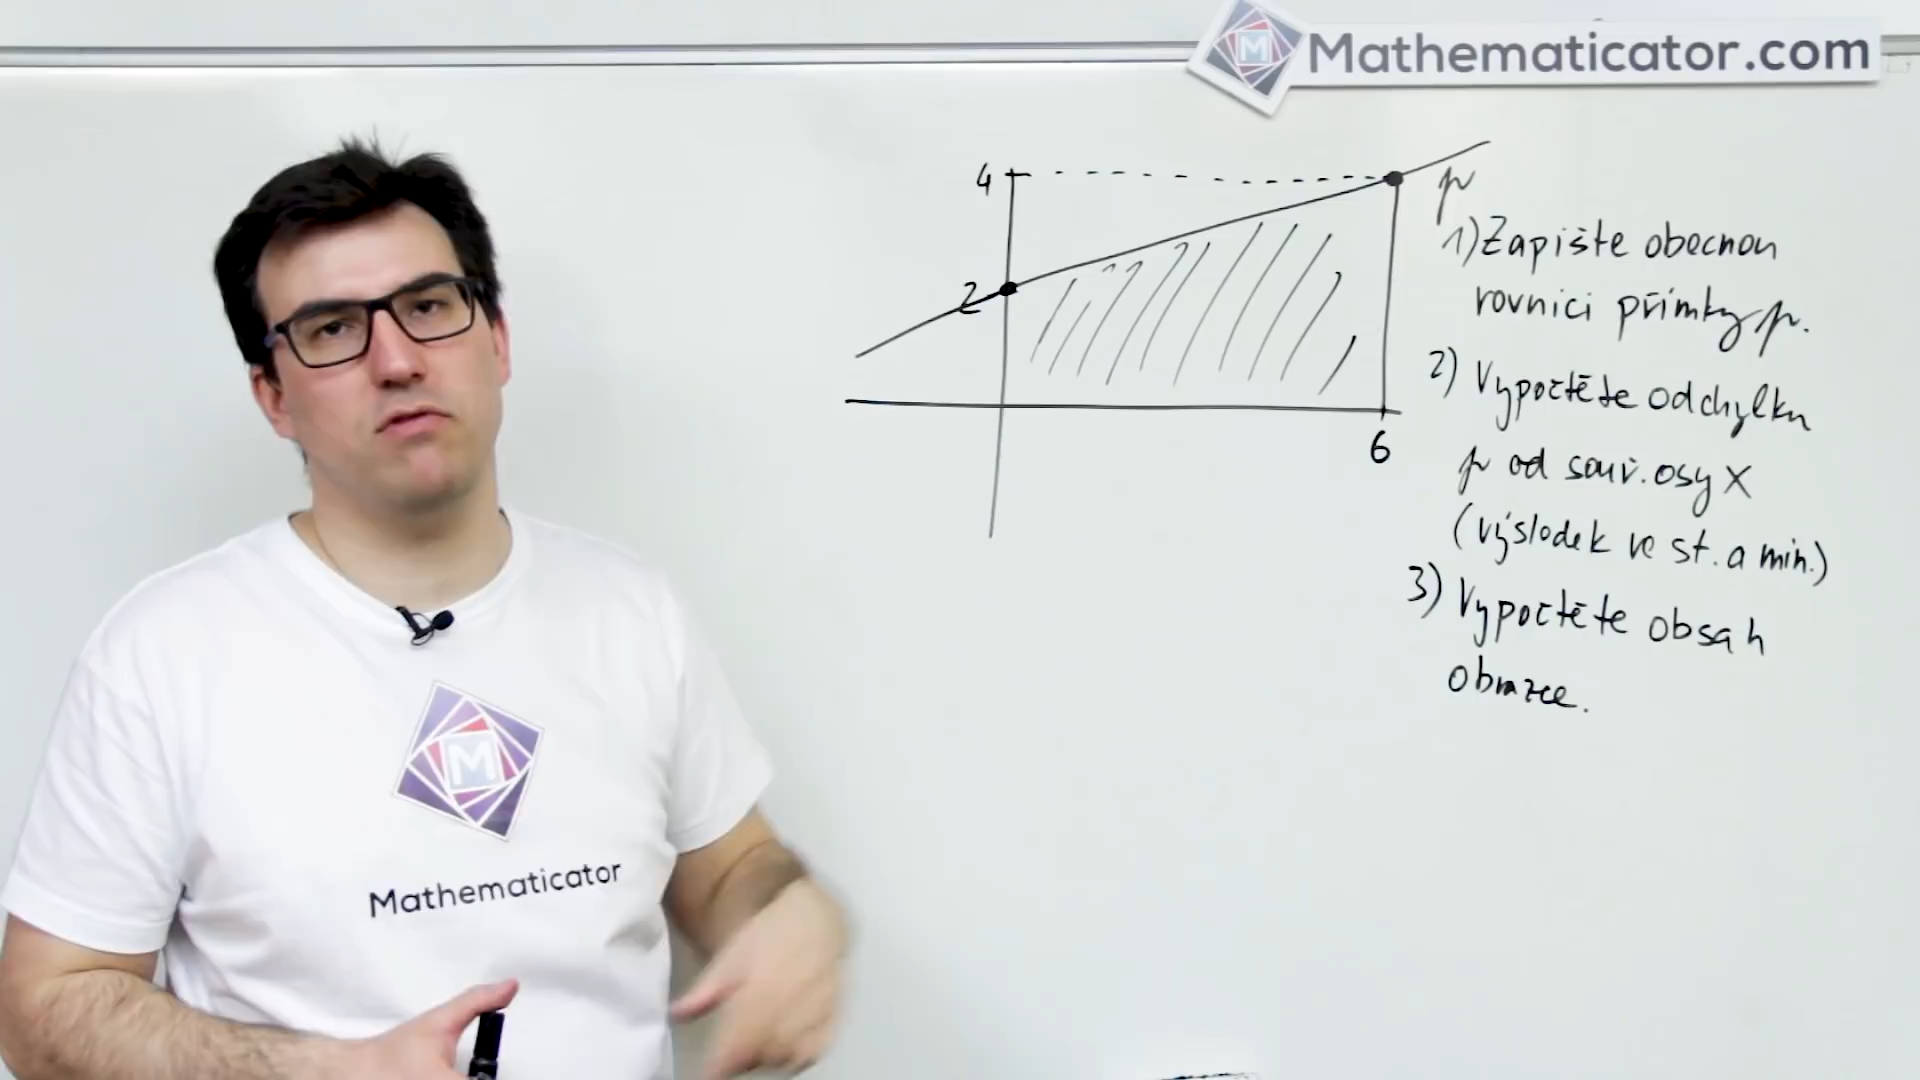 Mathematicator.com
4
p
2
6
1) Zapište obecnou
rovnici přímky p.
2) Vypočtěte odchylku
p od souř. osy x
(výsledek ve st. a min.)
3) Vypočtěte obsah
obrazce.
M
Mathematicator